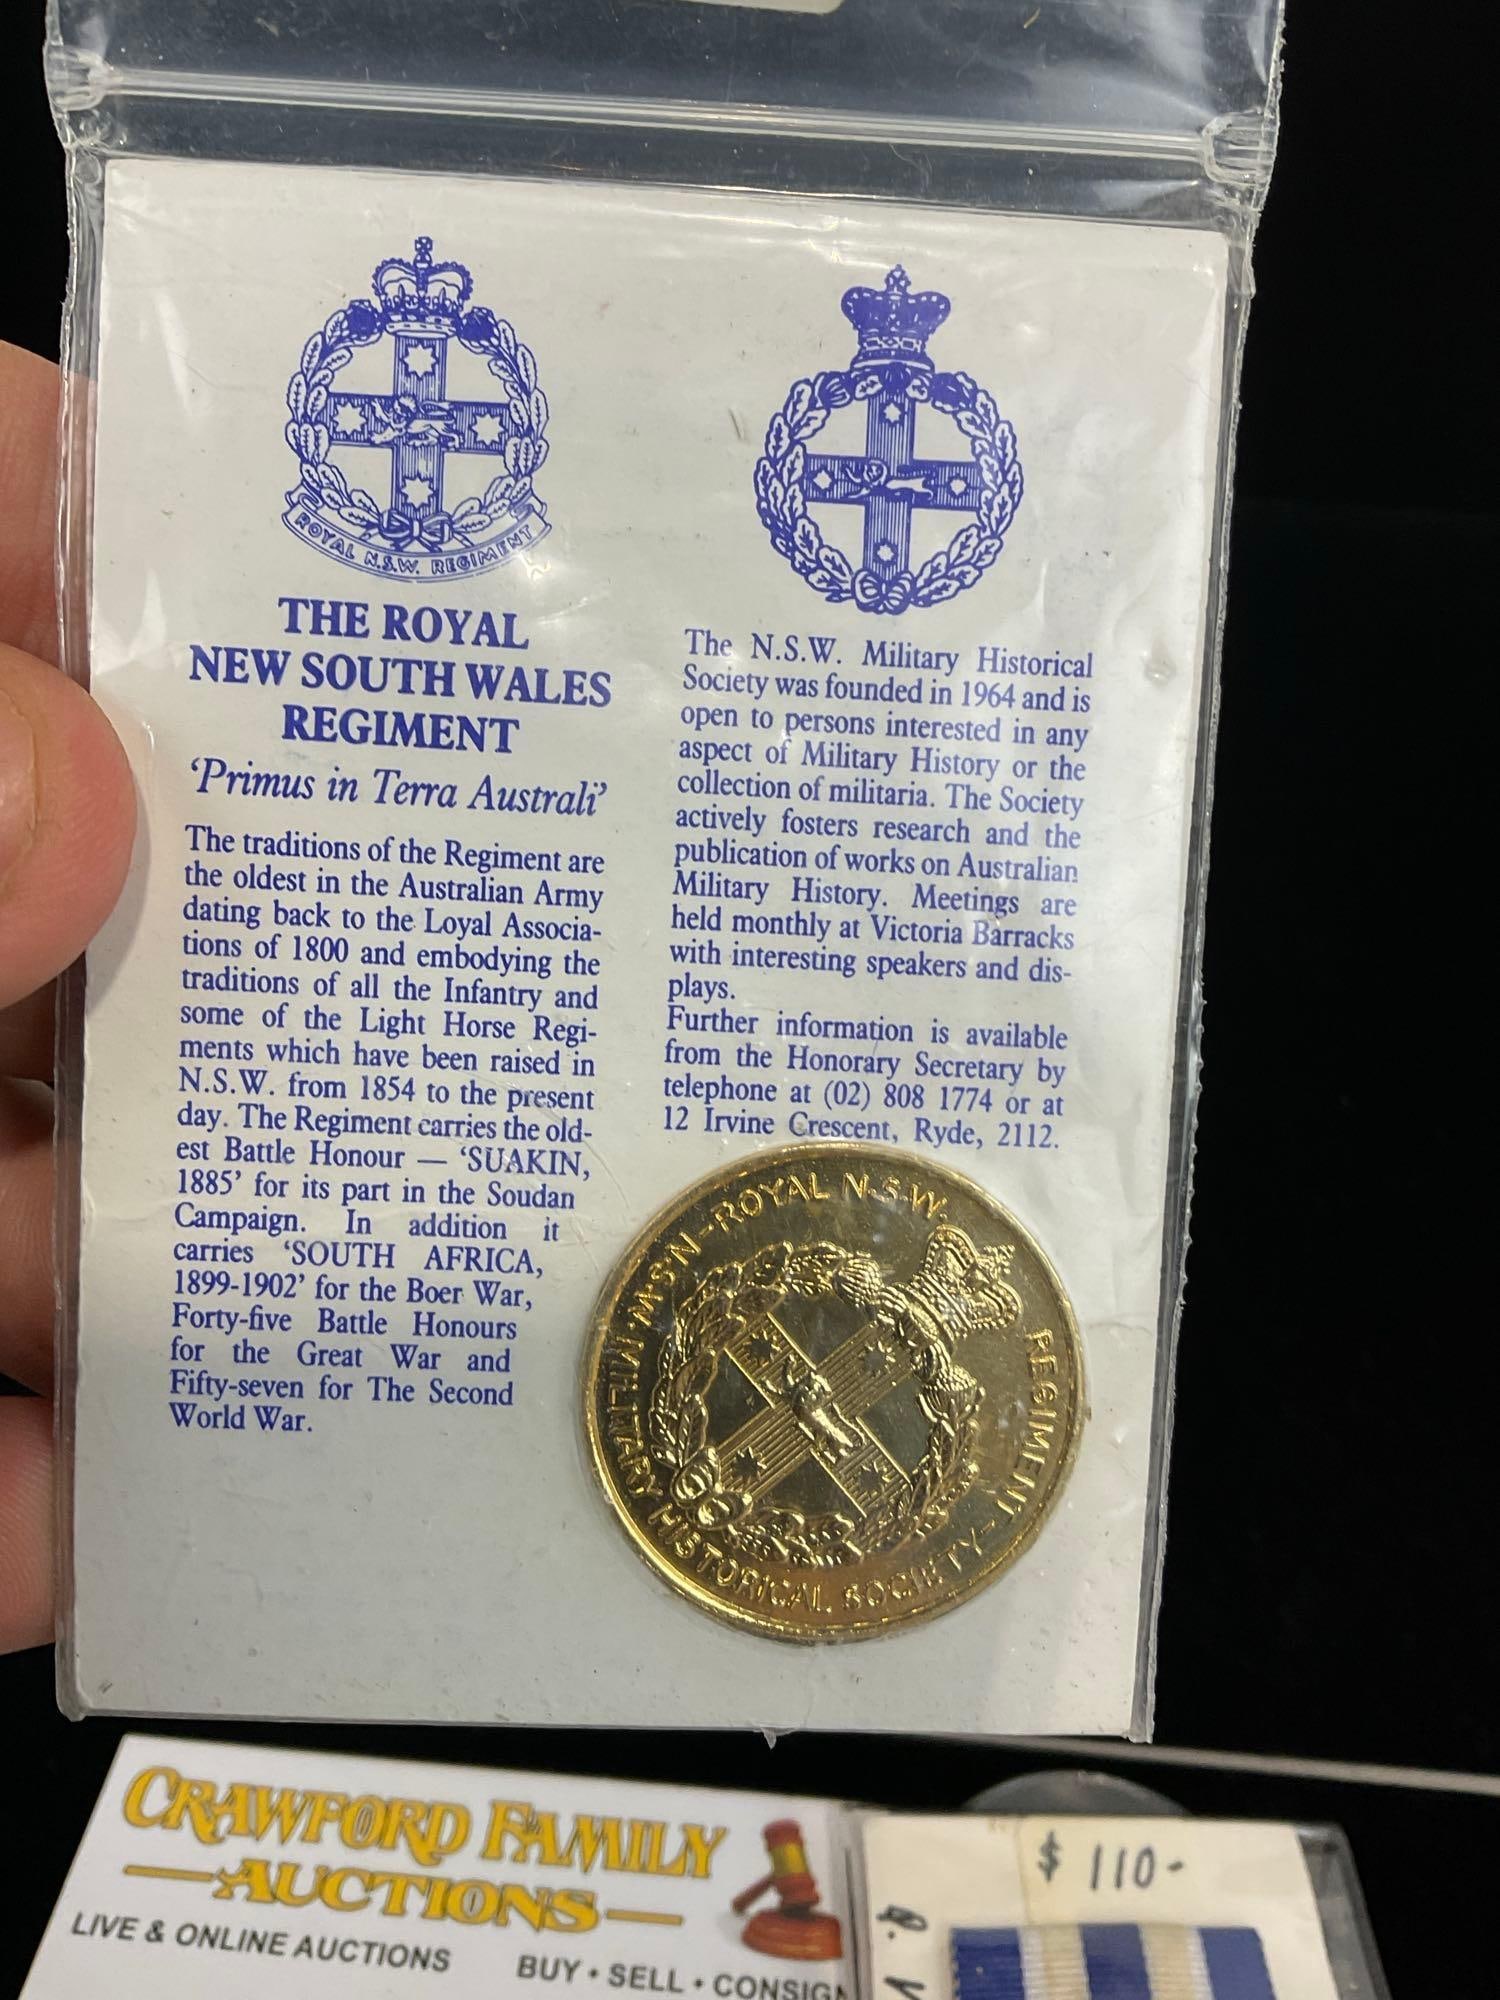 ROYAL N.S.W. REGIMENT
THE ROYAL
NEW SOUTH WALES
REGIMENT
‘Primus in Terra Australi’
The traditions of the Regiment are
the oldest in the Australian Army
dating back to the Loyal Associa-
tions of 1800 and embodying the
traditions of all the Infantry and
some of the Light Horse Regi-
ments which have been raised in
N.S.W. from 1854 to the present
day. The Regiment carries the old-
est Battle Honour — ‘SUAKIN,
1885’ for its part in the Soudan
Campaign. In addition it
carries ‘SOUTH AFRICA,
1899-1902’ for the Boer War,
Forty-five Battle Honours
for the Great War and
Fifty-seven for The Second
World War.
The N.S.W. Military Historical
Society was founded in 1964 and is
open to persons interested in any
aspect of Military History or the
collection of militaria. The Society
actively fosters research and the
publication of works on Australian
Military History. Meetings are
held monthly at Victoria Barracks
with interesting speakers and dis-
plays.
Further information is available
from the Honorary Secretary by
telephone at (02) 808 1774 or at
12 Irvine Crescent, Ryde, 2112.
ROYAL N.S.W. REGIMENT-
MILITARY HISTORICAL SOCIETY-
CRAWFORD FAMILY
—AUCTIONS—
LIVE & ONLINE AUCTIONS
BUY • SELL • CONSIGN
$ 110-